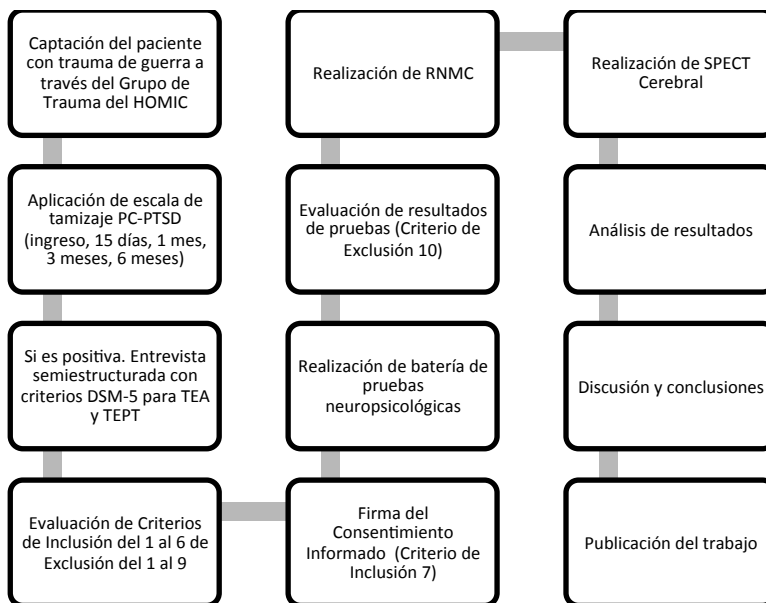 Captación del paciente
con trauma de guerra a
través del Grupo de
Trauma del HOMIC
Aplicación de escala de
tamizaje PC-PTSD
(ingreso, 15 días, 1 mes,
3 meses, 6 meses)
Si es positiva. Entrevista
semiestructurada con
criterios DSM-5 para TEA
y TEPT
Evaluación de Criterios
de Inclusión del 1 al 6 de
Exclusión del 1 al 9
Firma del
Consentimiento
Informado (Criterio de
Inclusión 7)
Realización de batería de
pruebas
neuropsicológicas
Evaluación de resultados
de pruebas (Criterio de
Exclusión 10)
Realización de RNMC
Realización de SPECT
Cerebral
Análisis de resultados
Discusión y conclusiones
Publicación del trabajo